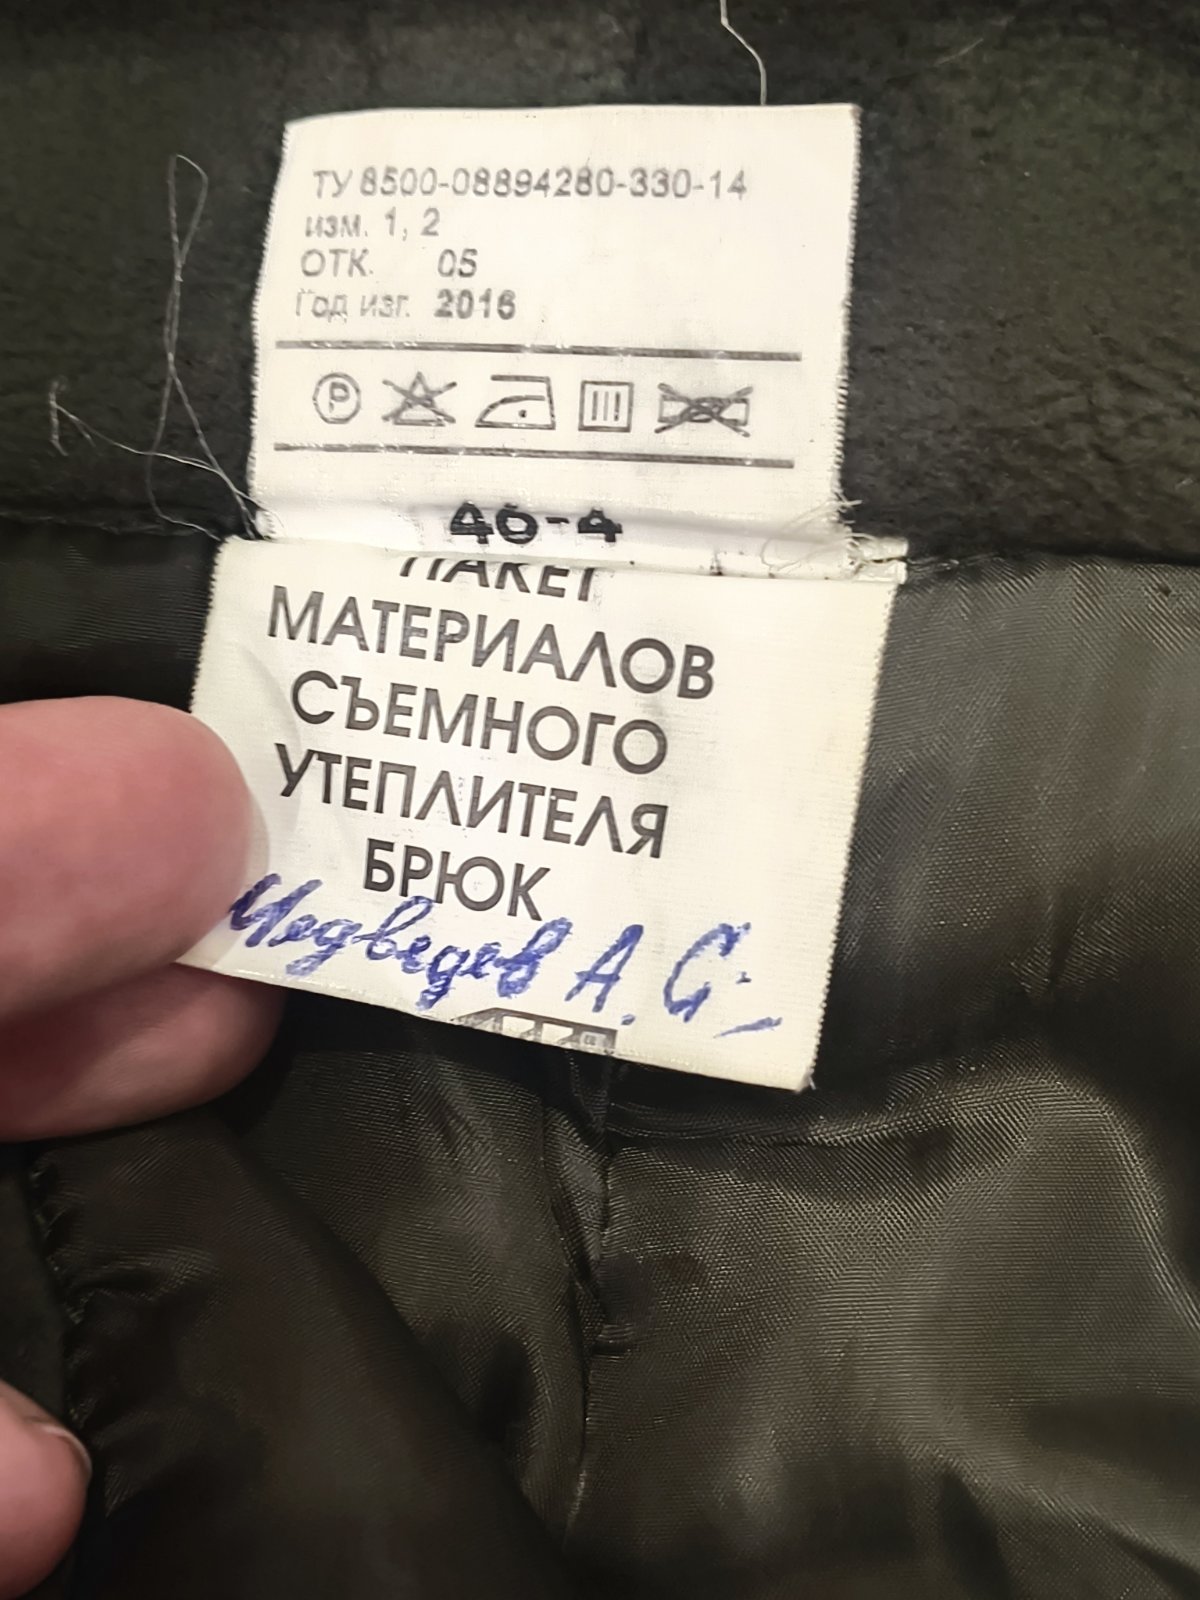 ТУ 8500-08894280-330-14
изм. 1, 2
ОТК. 05
Год изг. 2016
P
46-4
ПАКЕТ
МАТЕРИАЛОВ
СЪЕМНОГО
УТЕПЛИТЕЛЯ
БРЮК
Медведев А. С.